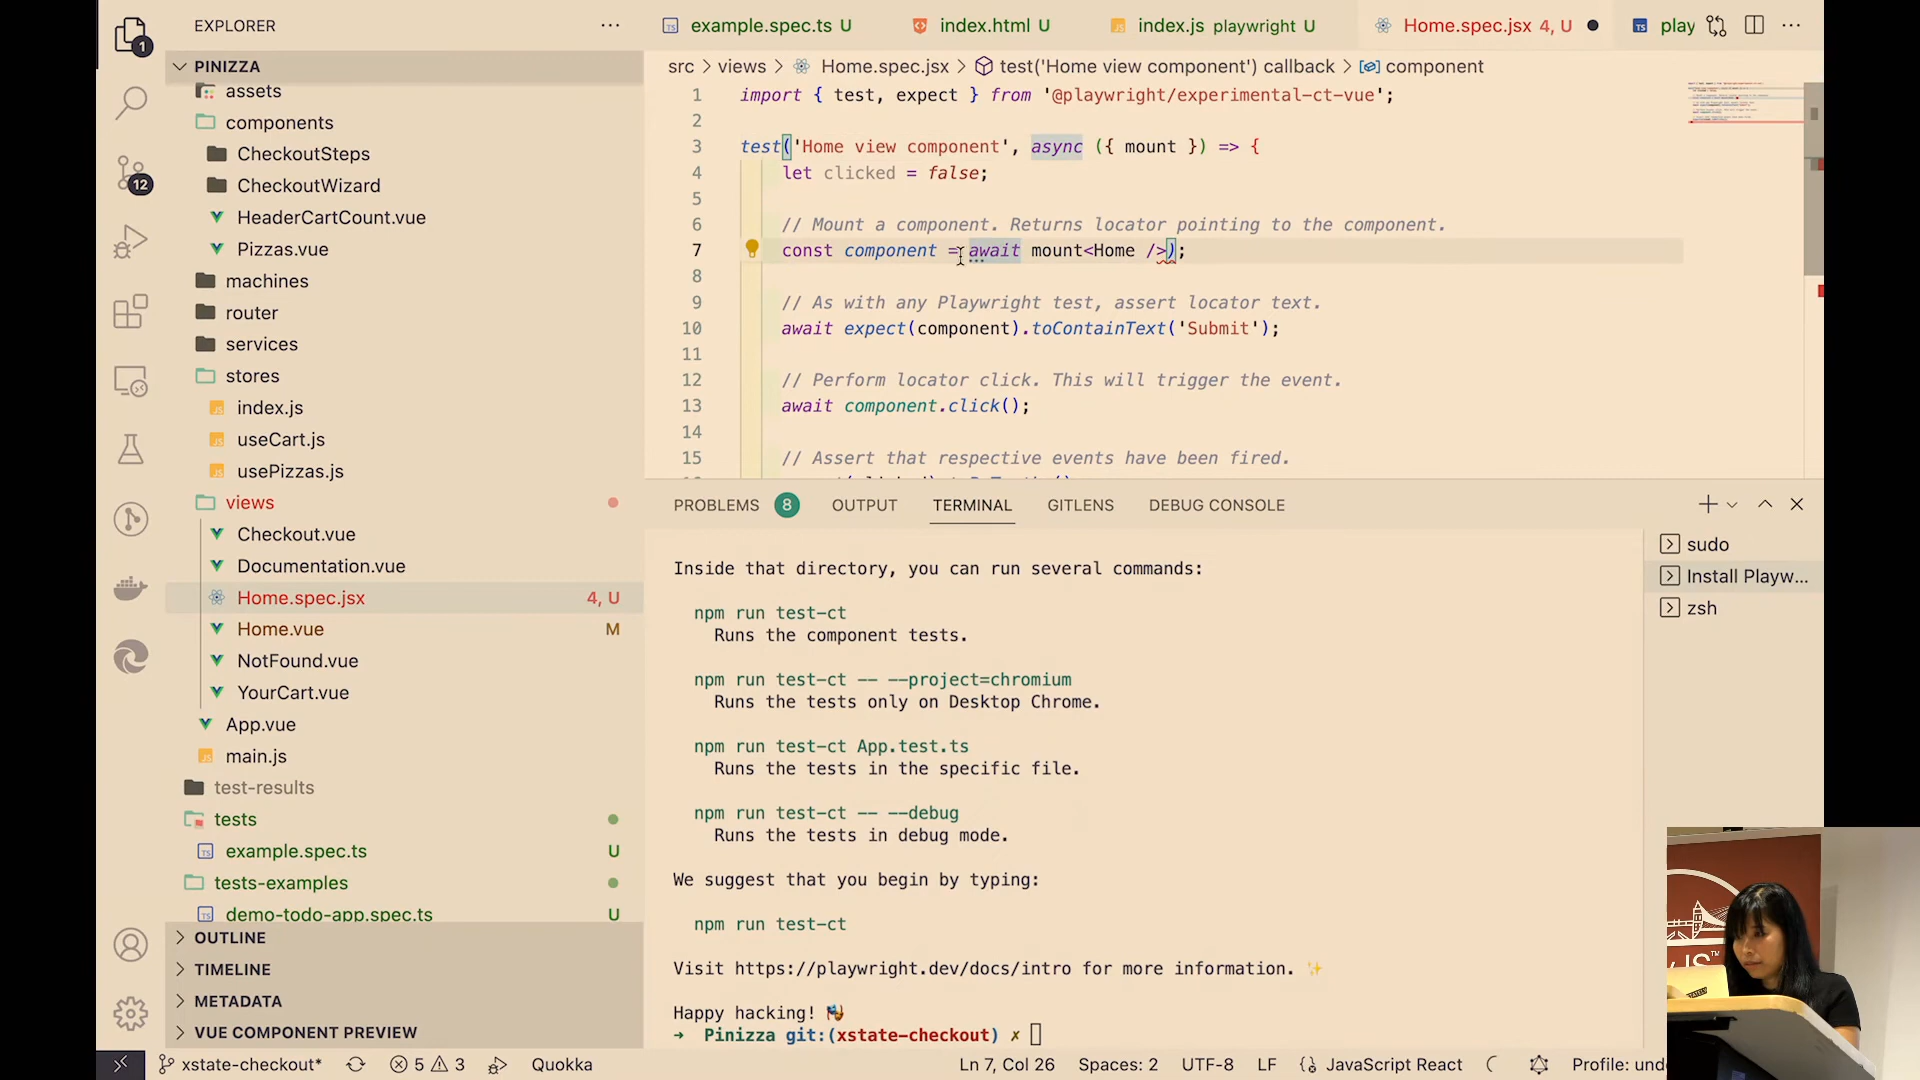 EXPLORER
PINIZZA
assets
components
CheckoutSteps
CheckoutWizard
HeaderCartCount.vue
Pizzas.vue
machines
router
services
stores
index.js
useCart.js
usePizzas.js
views
Checkout.vue
Documentation.vue
Home.spec.jsx 4, U
Home.vue M
NotFound.vue
YourCart.vue
App.vue
main.js
test-results
tests
example.spec.ts U
tests-examples
demo-todo-app.spec.ts U
OUTLINE
TIMELINE
METADATA
VUE COMPONENT PREVIEW
1
12
example.spec.ts U index.html U index.js playwright U Home.spec.jsx 4, U play
src > views > Home.spec.jsx > test('Home view component') callback > component
1 import { test, expect } from '@playwright/experimental-ct-vue';
2
3 test('Home view component', async ({ mount }) => {
4 let clicked = false;
5
6 // Mount a component. Returns locator pointing to the component.
7 const component = await mount<Home />);
8
9 // As with any Playwright test, assert locator text.
10 await expect(component).toContainText('Submit');
11
12 // Perform locator click. This will trigger the event.
13 await component.click();
14
15 // Assert that respective events have been fired.
PROBLEMS 8 OUTPUT TERMINAL GITLENS DEBUG CONSOLE
Inside that directory, you can run several commands:
npm run test-ct
Runs the component tests.
npm run test-ct -- --project=chromium
Runs the tests only on Desktop Chrome.
npm run test-ct App.test.ts
Runs the tests in the specific file.
npm run test-ct -- --debug
Runs the tests in debug mode.
We suggest that you begin by typing:
npm run test-ct
Visit https://playwright.dev/docs/intro for more information. ✨
Happy hacking! 🎭
➜ Pinizza git:(xstate-checkout) ✗
sudo
Install Playw...
zsh
xstate-checkout* 5 3 Quokka Ln 7, Col 26 Spaces: 2 UTF-8 LF JavaScript React Profile: und